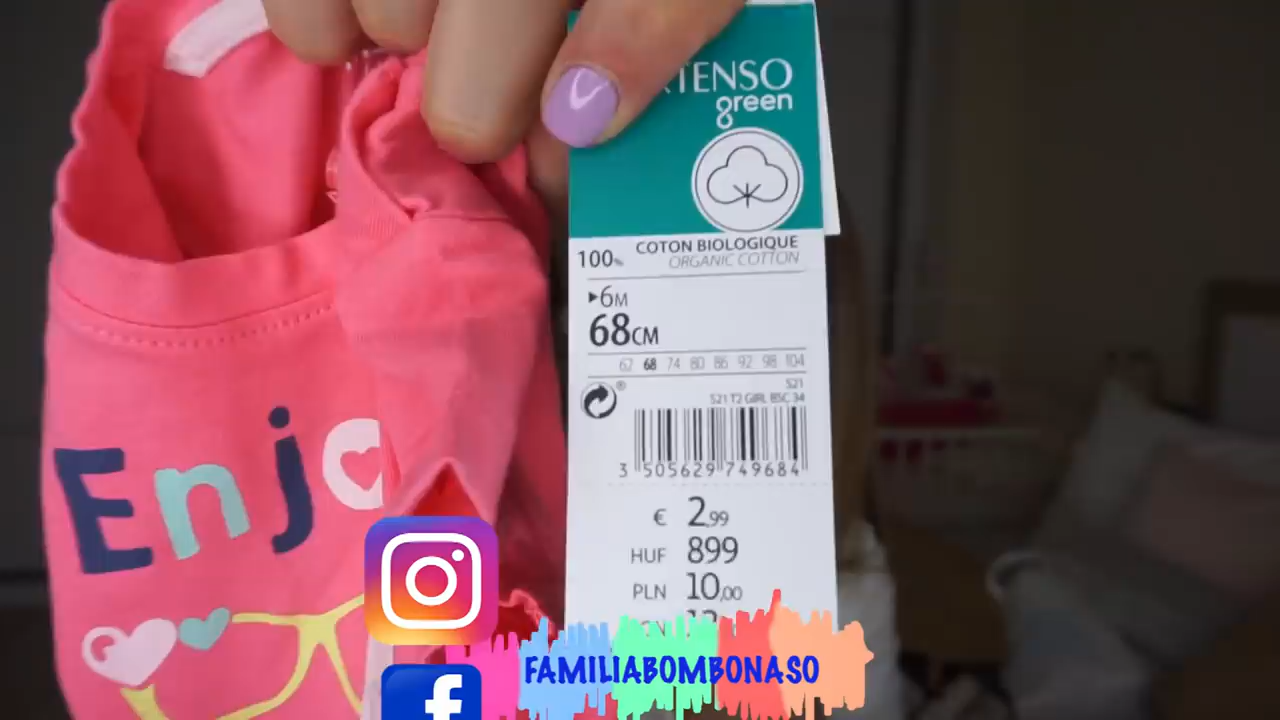 TENSO
green
100% COTON BIOLOGIQUE
ORGANIC COTTON
▶6M
68CM
62 68 74 80 86 92 98 104
S21
S21 T2 GIRL BSC 34
3 505629 749684
€ 2,99
HUF 899
PLN 10,00
Enjo
FAMILIABOMBONASO